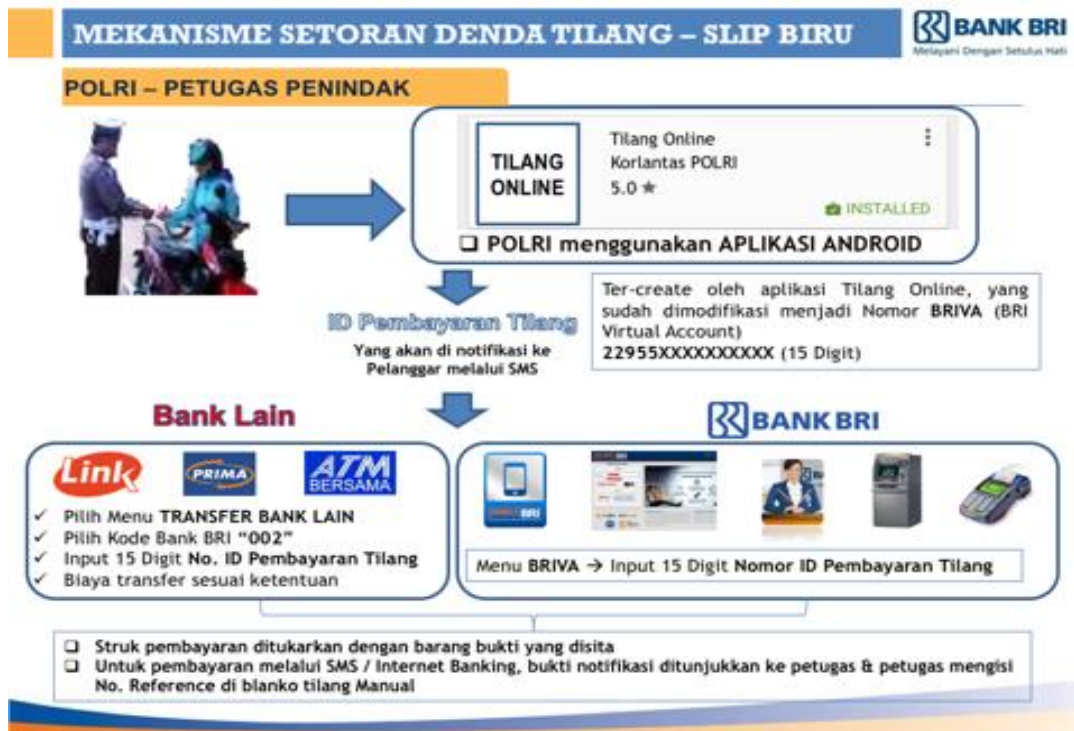 MEKANISME SETORAN DENDA TILANG – SLIP BIRU
BANK BRI
Melayani Dengan Setulus Hati
POLRI – PETUGAS PENINDAK
TILANG
ONLINE
Tilang Online
Korlantas POLRI
5.0 ★
INSTALLED
❑ POLRI menggunakan APLIKASI ANDROID
ID Pembayaran Tilang
Yang akan di notifikasi ke
Pelanggar melalui SMS
Ter-create oleh aplikasi Tilang Online, yang
sudah dimodifikasi menjadi Nomor BRIVA (BRI
Virtual Account)
22955XXXXXXXXXX (15 Digit)
Bank Lain
Link
PRIMA
ATM
BERSAMA
✓ Pilih Menu TRANSFER BANK LAIN
✓ Pilih Kode Bank BRI “002”
✓ Input 15 Digit No. ID Pembayaran Tilang
✓ Biaya transfer sesuai ketentuan
BANK BRI
Menu BRIVA → Input 15 Digit Nomor ID Pembayaran Tilang
❑ Struk pembayaran ditukarkan dengan barang bukti yang disita
❑ Untuk pembayaran melalui SMS / Internet Banking, bukti notifikasi ditunjukkan ke petugas & petugas mengisi
No. Reference di blanko tilang Manual